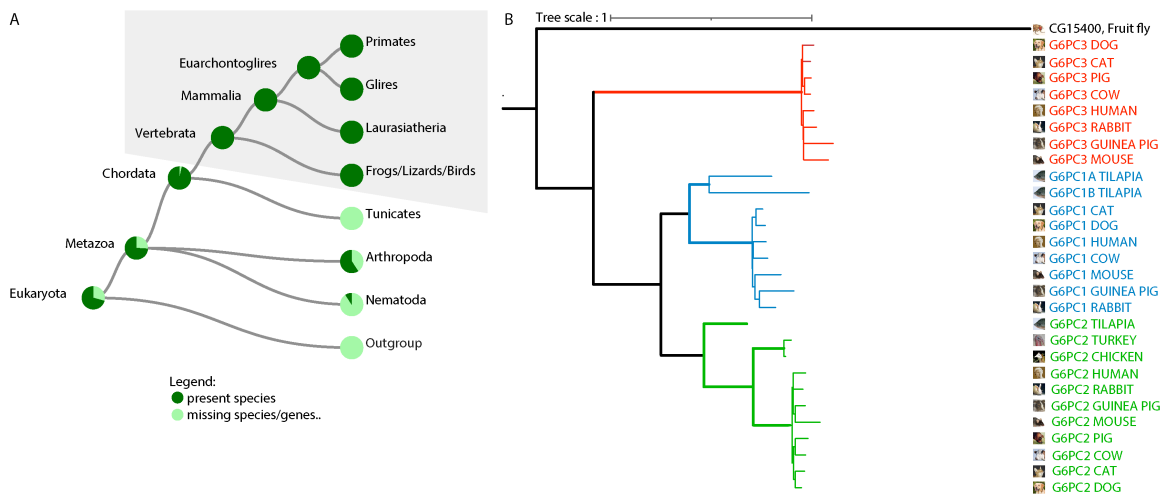 A
Primates
Euarchontoglires
Glires
Mammalia
Laurasiatheria
Vertebrata
Frogs/Lizards/Birds
Chordata
Tunicates
Metazoa
Arthropoda
Eukaryota
Nematoda
Outgroup
Legend:
present species
missing species/genes..
B
Tree scale : 1
CG15400, Fruit fly
G6PC3 DOG
G6PC3 CAT
G6PC3 PIG
G6PC3 COW
G6PC3 HUMAN
G6PC3 RABBIT
G6PC3 GUINEA PIG
G6PC3 MOUSE
G6PC1A TILAPIA
G6PC1B TILAPIA
G6PC1 CAT
G6PC1 DOG
G6PC1 HUMAN
G6PC1 COW
G6PC1 MOUSE
G6PC1 GUINEA PIG
G6PC1 RABBIT
G6PC2 TILAPIA
G6PC2 TURKEY
G6PC2 CHICKEN
G6PC2 HUMAN
G6PC2 RABBIT
G6PC2 GUINEA PIG
G6PC2 MOUSE
G6PC2 PIG
G6PC2 COW
G6PC2 CAT
G6PC2 DOG